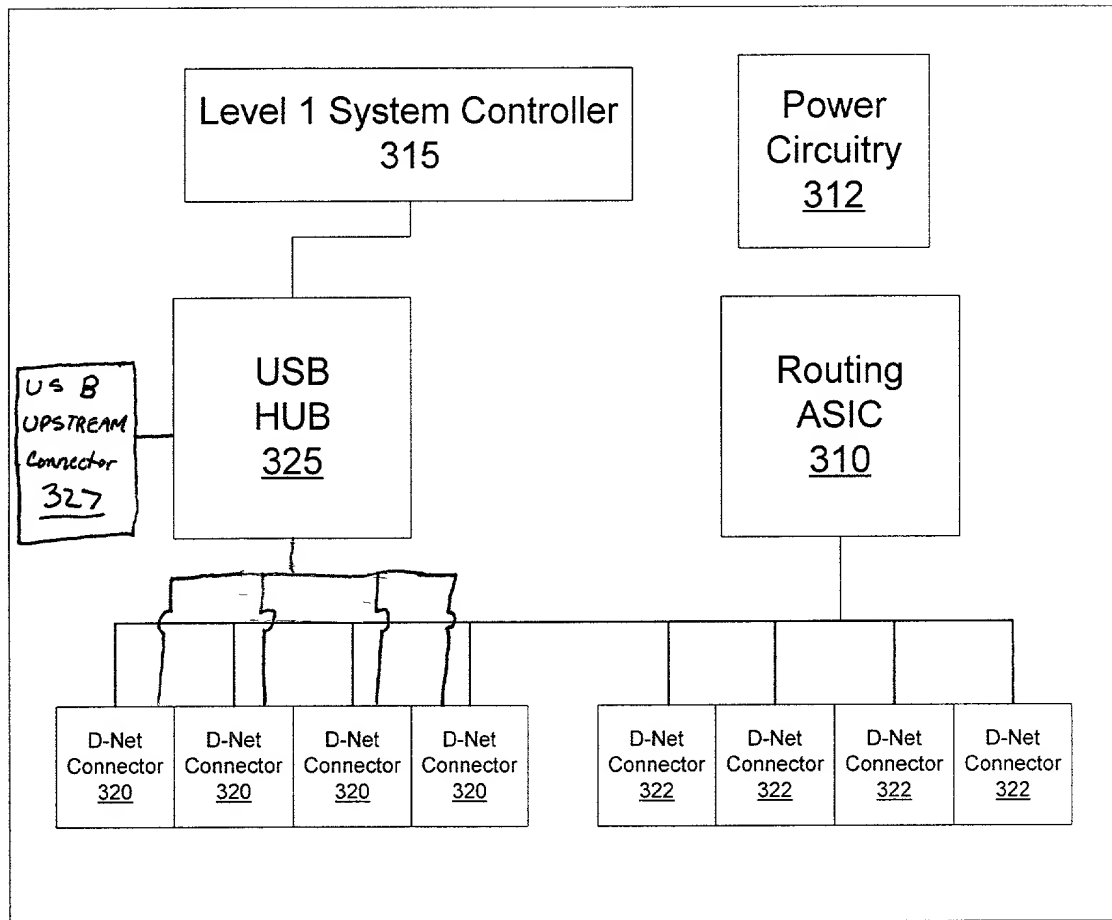 Level 1 System Controller
315
Power
Circuitry
312
USB
UPSTREAM
Connector
327
USB
HUB
325
Routing
ASIC
310
D-Net
Connector
320
D-Net
Connector
320
D-Net
Connector
320
D-Net
Connector
320
D-Net
Connector
322
D-Net
Connector
322
D-Net
Connector
322
D-Net
Connector
322